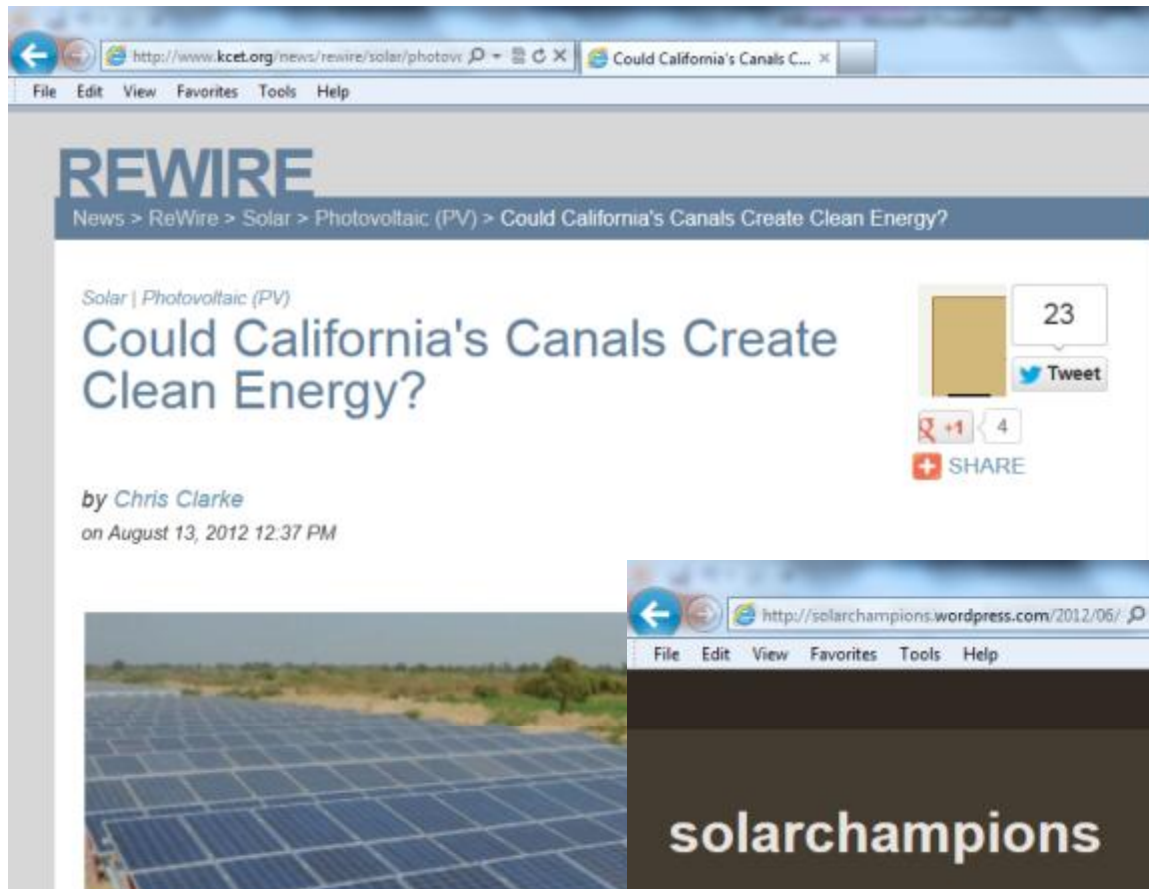 http://www.kcet.org/news/rewire/solar/photov
Could California's Canals C...
File Edit View Favorites Tools Help
REWIRE
News > ReWire > Solar > Photovoltaic (PV) > Could California's Canals Create Clean Energy?
Solar | Photovoltaic (PV)
Could California's Canals Create
Clean Energy?
23
Tweet
+1 4
SHARE
by Chris Clarke
on August 13, 2012 12:37 PM
http://solarchampions.wordpress.com/2012/06/
File Edit View Favorites Tools Help
solarchampions